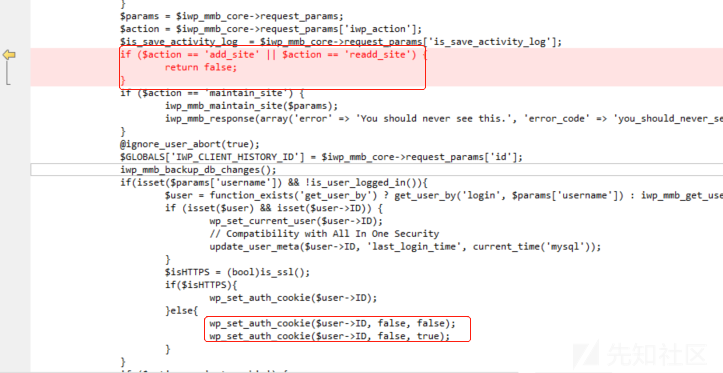 }
$params = $iwp_mmb_core->request_params;
$action = $iwp_mmb_core->request_params['iwp_action'];
$is_save_activity_log  = $iwp_mmb_core->request_params['is_save_activity_log'];
if ($action == 'add_site' || $action == 'readd_site') {
return false;
}
if ($action == 'maintain_site') {
iwp_mmb_maintain_site($params);
iwp_mmb_response(array('error' => 'You should never see this.', 'error_code' => 'you_should_never_se
}
@ignore_user_abort(true);
$GLOBALS['IWP_CLIENT_HISTORY_ID'] = $iwp_mmb_core->request_params['id'];
iwp_mmb_backup_db_changes();
if(isset($params['username']) && !is_user_logged_in()){
$user = function_exists('get_user_by') ? get_user_by('login', $params['username']) : iwp_mmb_get_use
if (isset($user) && isset($user->ID)) {
wp_set_current_user($user->ID);
// Compatibility with All In One Security
update_user_meta($user->ID, 'last_login_time', current_time('mysql'));
}
$isHTTPS = (bool)is_ssl();
if($isHTTPS){
wp_set_auth_cookie($user->ID);
}else{
wp_set_auth_cookie($user->ID, false, false);
wp_set_auth_cookie($user->ID, false, true);
}
}
先知社区